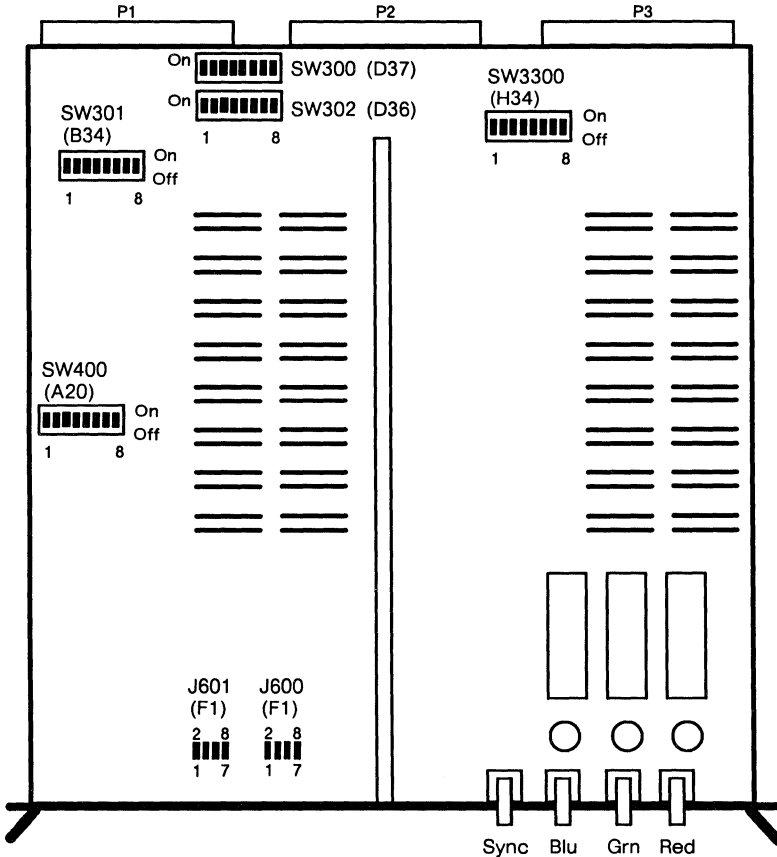 P1 P2 P3
On SW300 (D37)
On SW302 (D36)
1 8
SW3300
(H34)
On
Off
1 8
SW301
(B34)
On
Off
1 8
SW400
(A20)
On
Off
1 8
J601 J600
(F1) (F1)
2 8 2 8
1 7 1 7
Sync Blu Grn Red